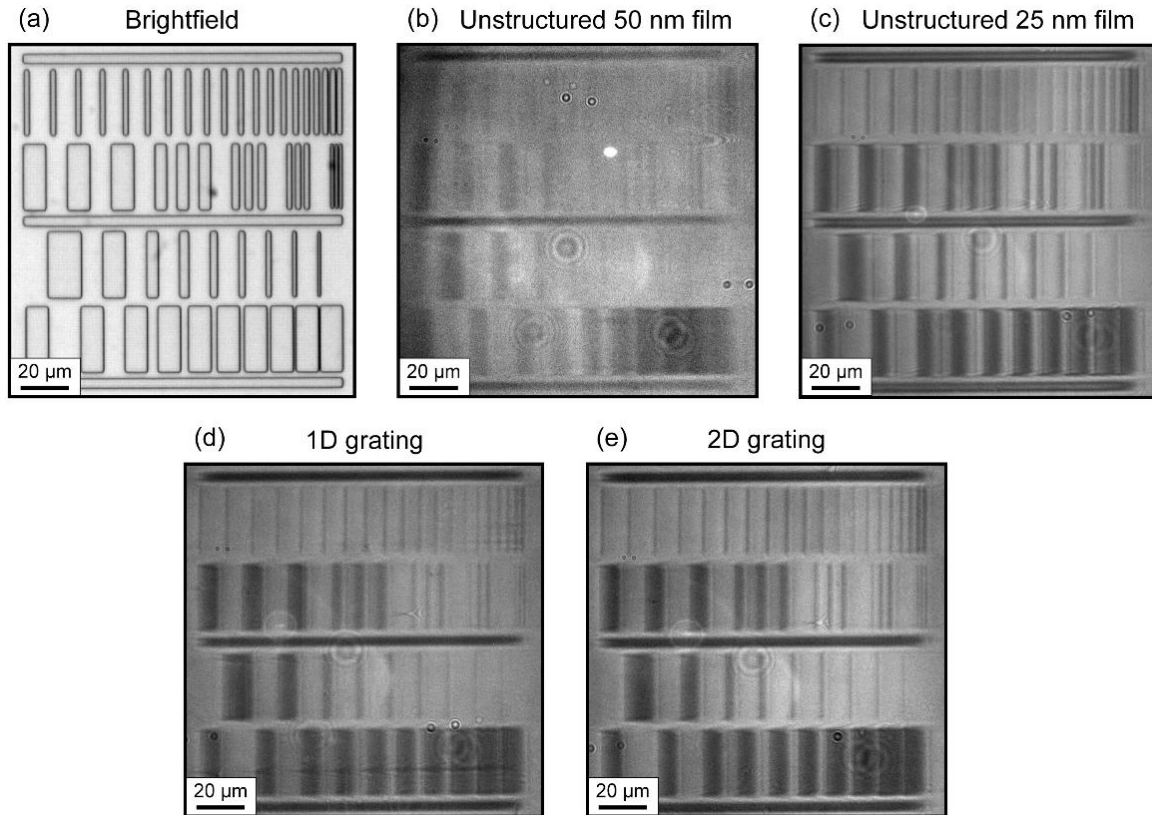 (a) Brightfield
(b) Unstructured 50 nm film
(c) Unstructured 25 nm film
20 µm
20 µm
20 µm
(d) 1D grating
(e) 2D grating
20 µm
20 µm